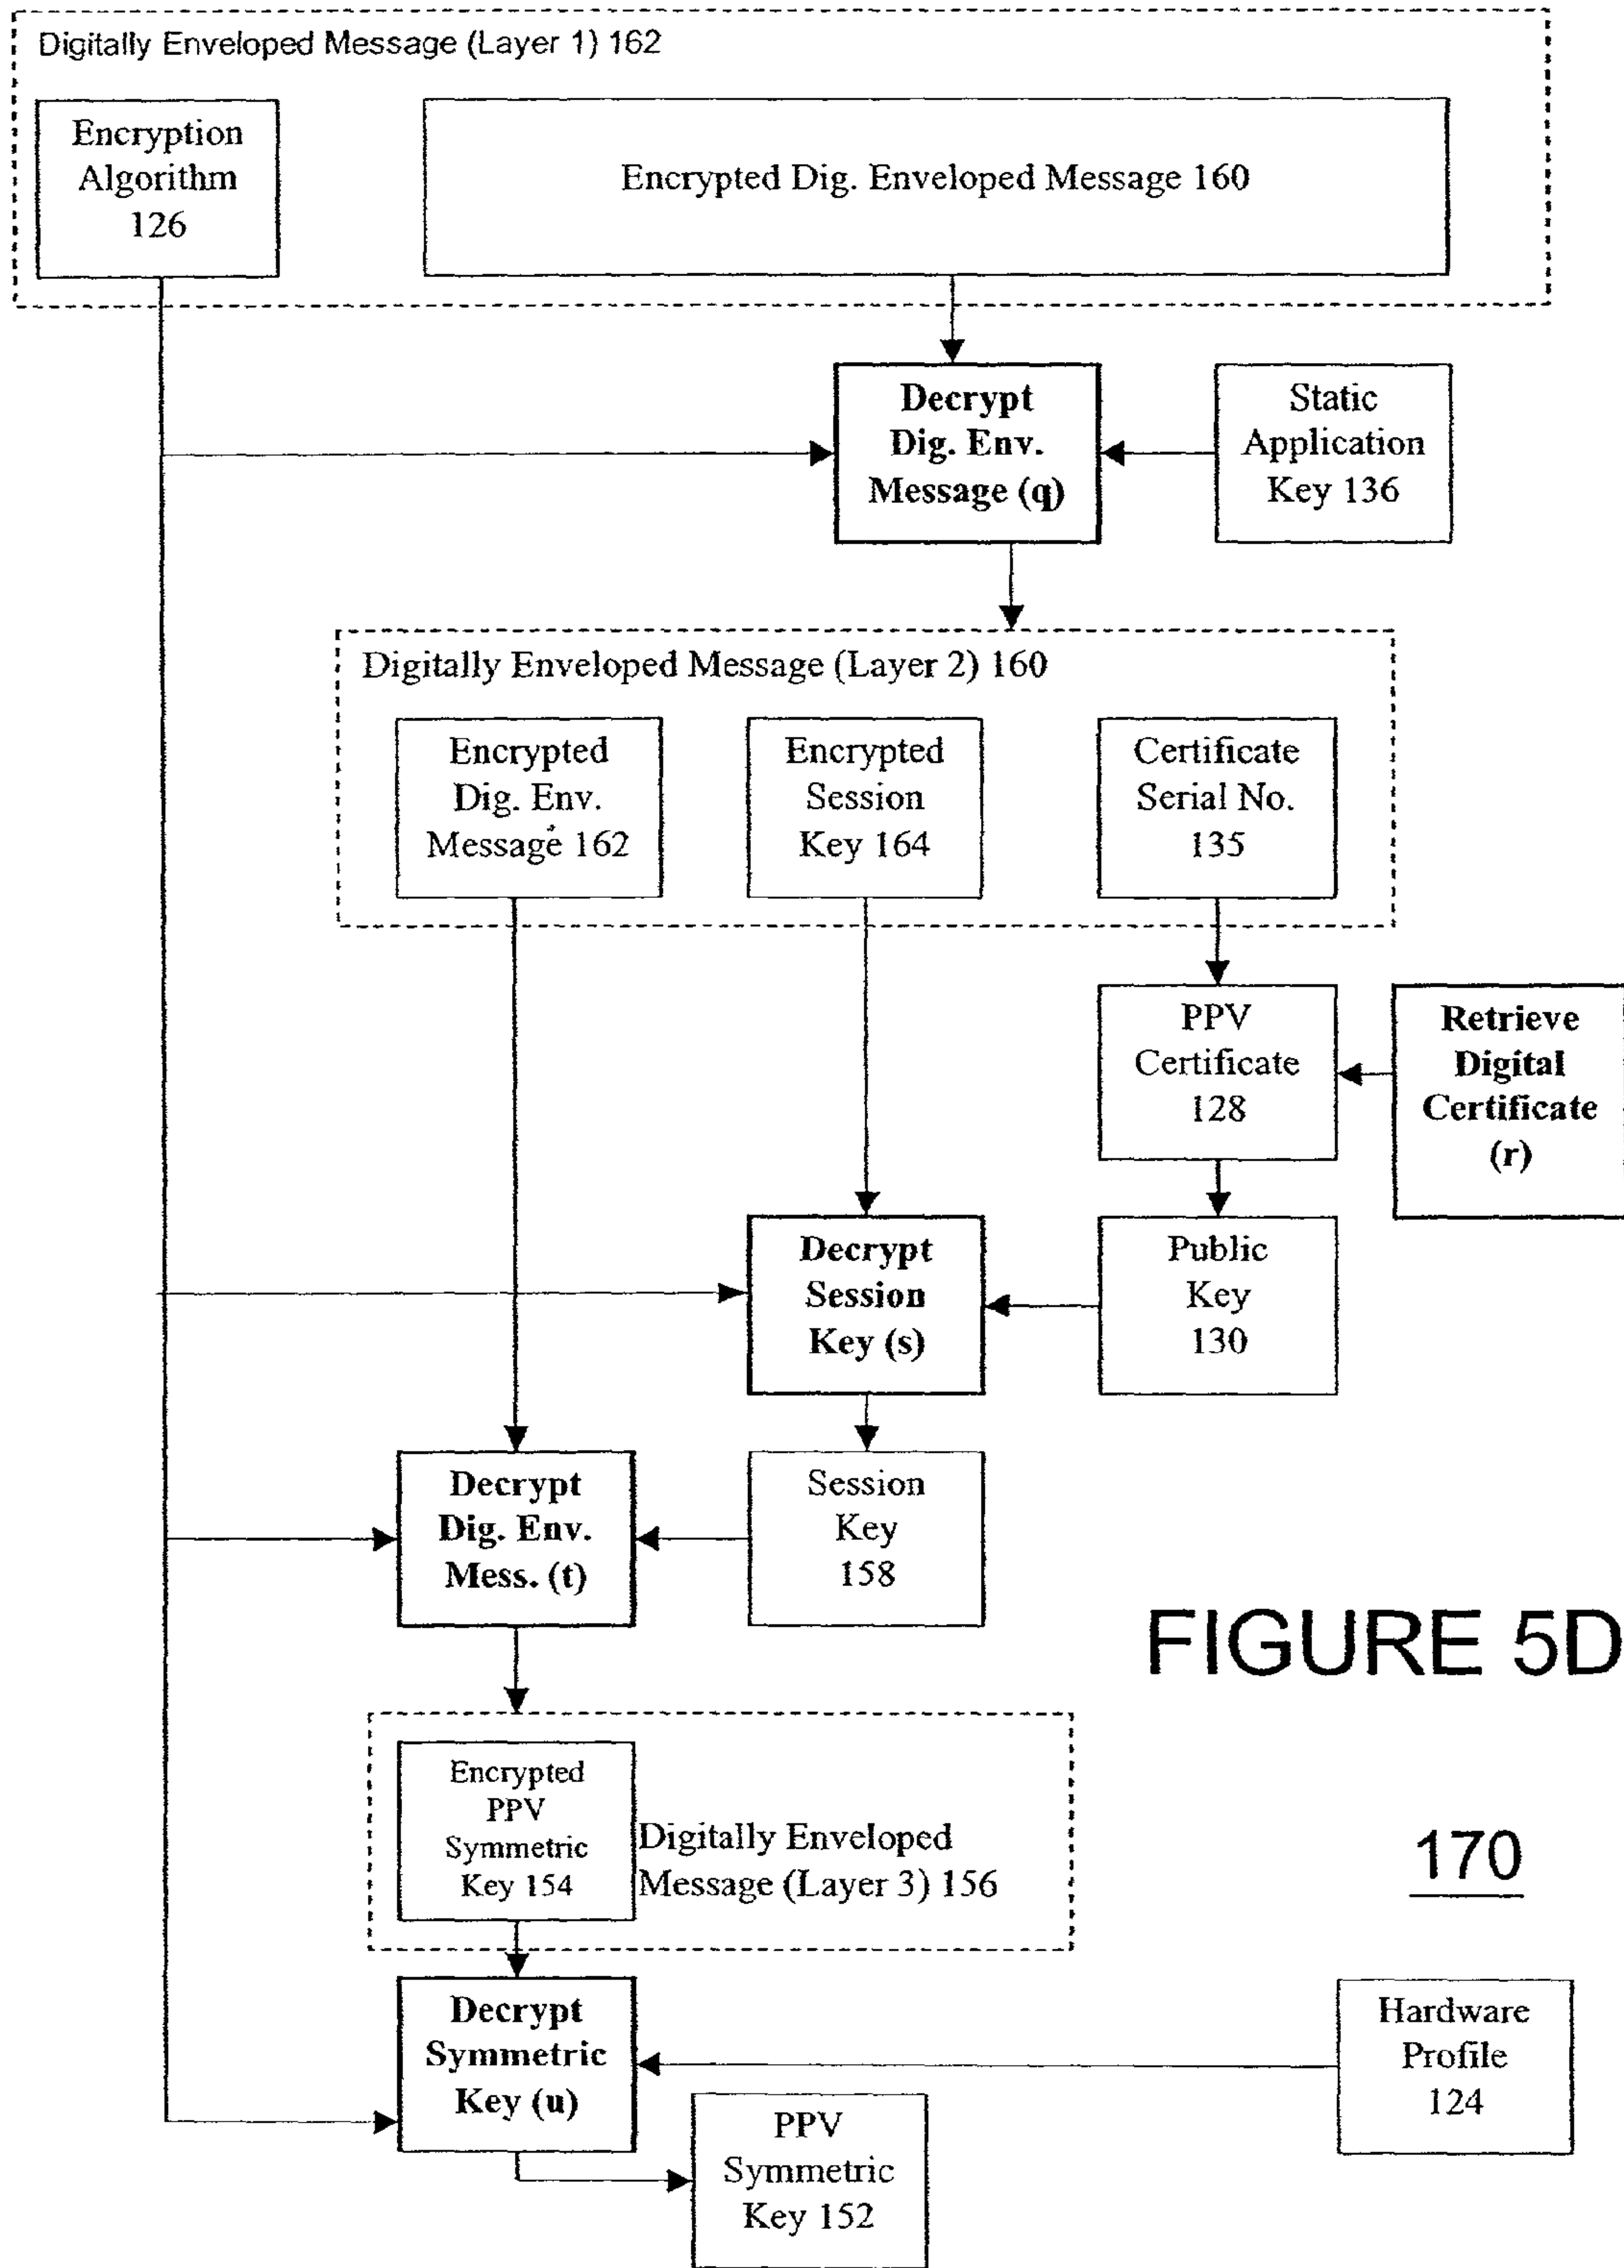 Digitally Enveloped Message (Layer 1) 162
Encryption
Algorithm
126
Encrypted Dig. Enveloped Message 160
Decrypt
Dig. Env.
Message (q)
Static
Application
Key 136
Digitally Enveloped Message (Layer 2) 160
Encrypted
Dig. Env.
Message 162
Encrypted
Session
Key 164
Certificate
Serial No.
135
PPV
Certificate
128
Retrieve
Digital
Certificate
(r)
Decrypt
Session
Key (s)
Public
Key
130
Decrypt
Dig. Env.
Mess. (t)
Session
Key
158
FIGURE 5D
Encrypted
PPV
Symmetric
Key 154
Digitally Enveloped
Message (Layer 3) 156
170
Decrypt
Symmetric
Key (u)
Hardware
Profile
124
PPV
Symmetric
Key 152